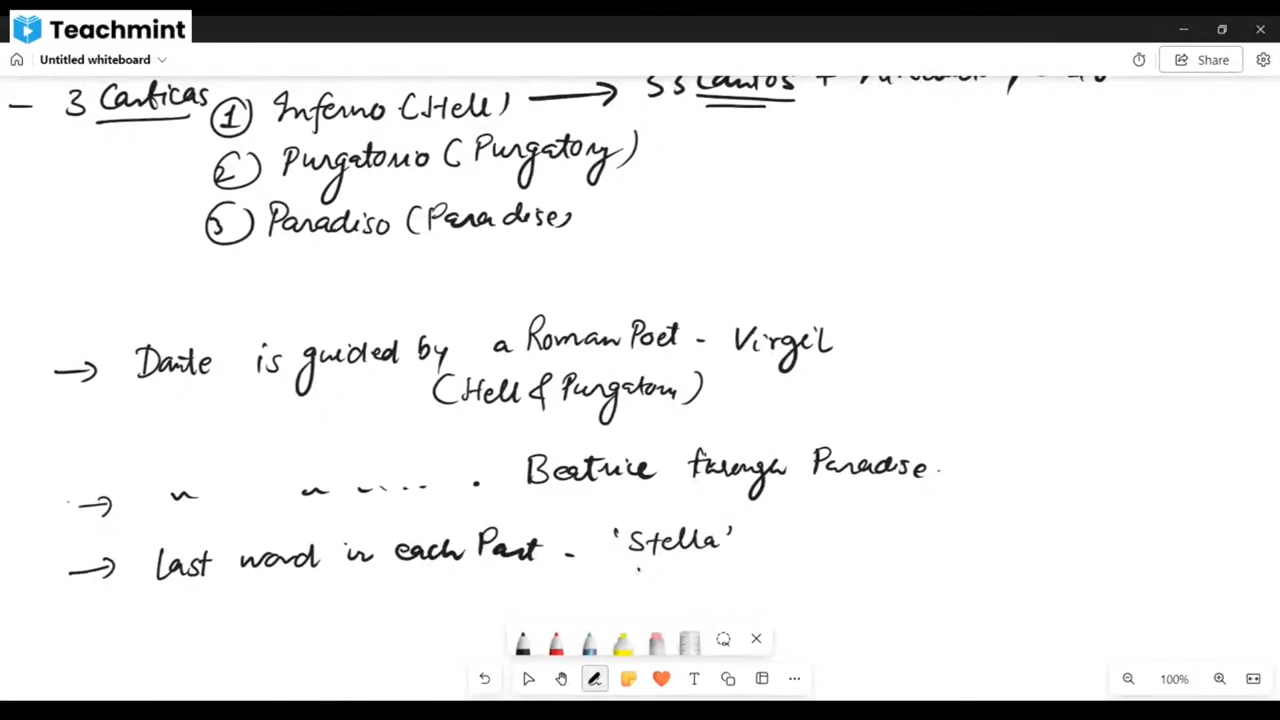 Teachmint
Untitled whiteboard
Share
- 3 Canticas ① Inferno (Hell) → 33 Cantos +
② Purgatorio (Purgatory)
③ Paradiso (Paradise)
→ Dante is guided by a Roman Poet - Virgil
(Hell & Purgatory)
→ " " ---- . Beatrice through Paradise.
→ Last word in each Part - 'Stella'
T
100%